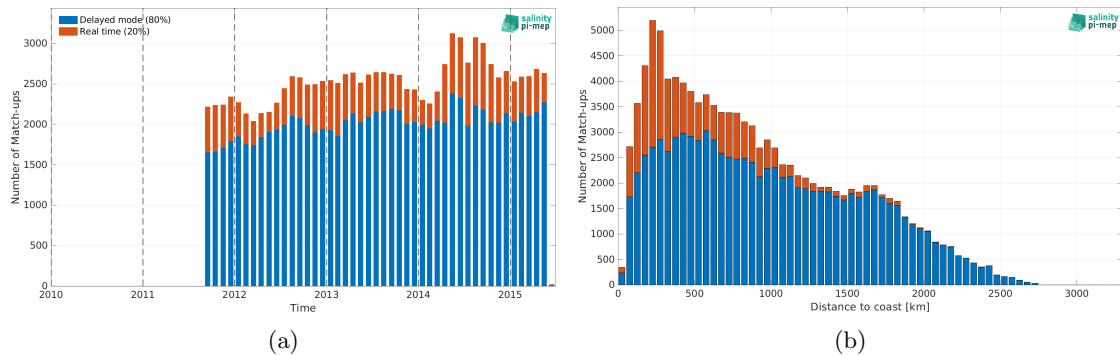 Delayed mode (80%)
Real time (20%)
salinity
pi-mep
Number of Match-ups
3000
2500
2000
1500
1000
500
0
2010
2011
2012
2013
2014
2015
Time
(a)
salinity
pi-mep
Number of Match-ups
5000
4500
4000
3500
3000
2500
2000
1500
1000
500
0
0
500
1000
1500
2000
2500
3000
Distance to coast [km]
(b)